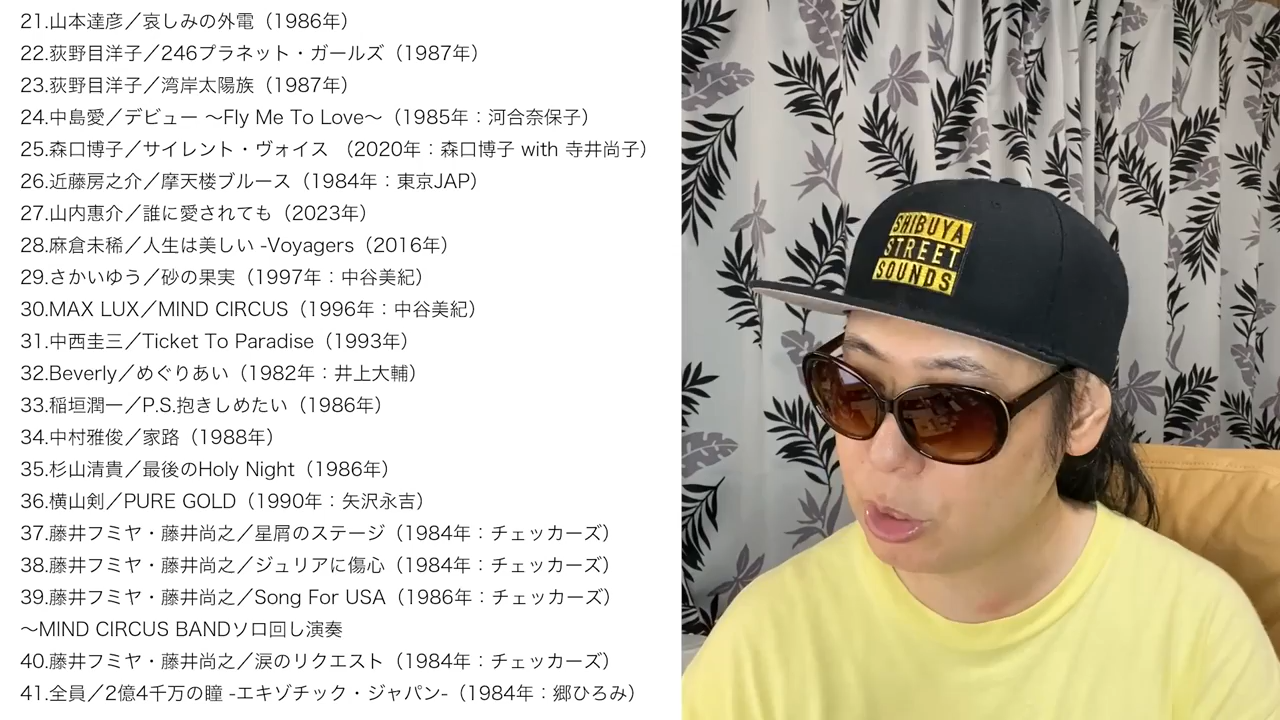 21.山本達彦／哀しみの外電（1986年）
22.荻野目洋子／246プラネット・ガールズ（1987年）
23.荻野目洋子／湾岸太陽族（1987年）
24.中島愛／デビュー 〜Fly Me To Love〜（1985年：河合奈保子）
25.森口博子／サイレント・ヴォイス （2020年：森口博子 with 寺井尚子）
26.近藤房之介／摩天楼ブルース（1984年：東京JAP）
27.山内惠介／誰に愛されても（2023年）
28.麻倉未稀／人生は美しい -Voyagers（2016年）
29.さかいゆう／砂の果実（1997年：中谷美紀）
30.MAX LUX／MIND CIRCUS（1996年：中谷美紀）
31.中西圭三／Ticket To Paradise（1993年）
32.Beverly／めぐりあい（1982年：井上大輔）
33.稲垣潤一／P.S.抱きしめたい（1986年）
34.中村雅俊／家路（1988年）
35.杉山清貴／最後のHoly Night（1986年）
36.横山剣／PURE GOLD（1990年：矢沢永吉）
37.藤井フミヤ・藤井尚之／星屑のステージ（1984年：チェッカーズ）
38.藤井フミヤ・藤井尚之／ジュリアに傷心（1984年：チェッカーズ）
39.藤井フミヤ・藤井尚之／Song For USA（1986年：チェッカーズ）
〜MIND CIRCUS BANDソロ回し演奏
40.藤井フミヤ・藤井尚之／涙のリクエスト（1984年：チェッカーズ）
41.全員／2億4千万の瞳 -エキゾチック・ジャパン-（1984年：郷ひろみ）
SHIBUYA
STREET
SOUNDS